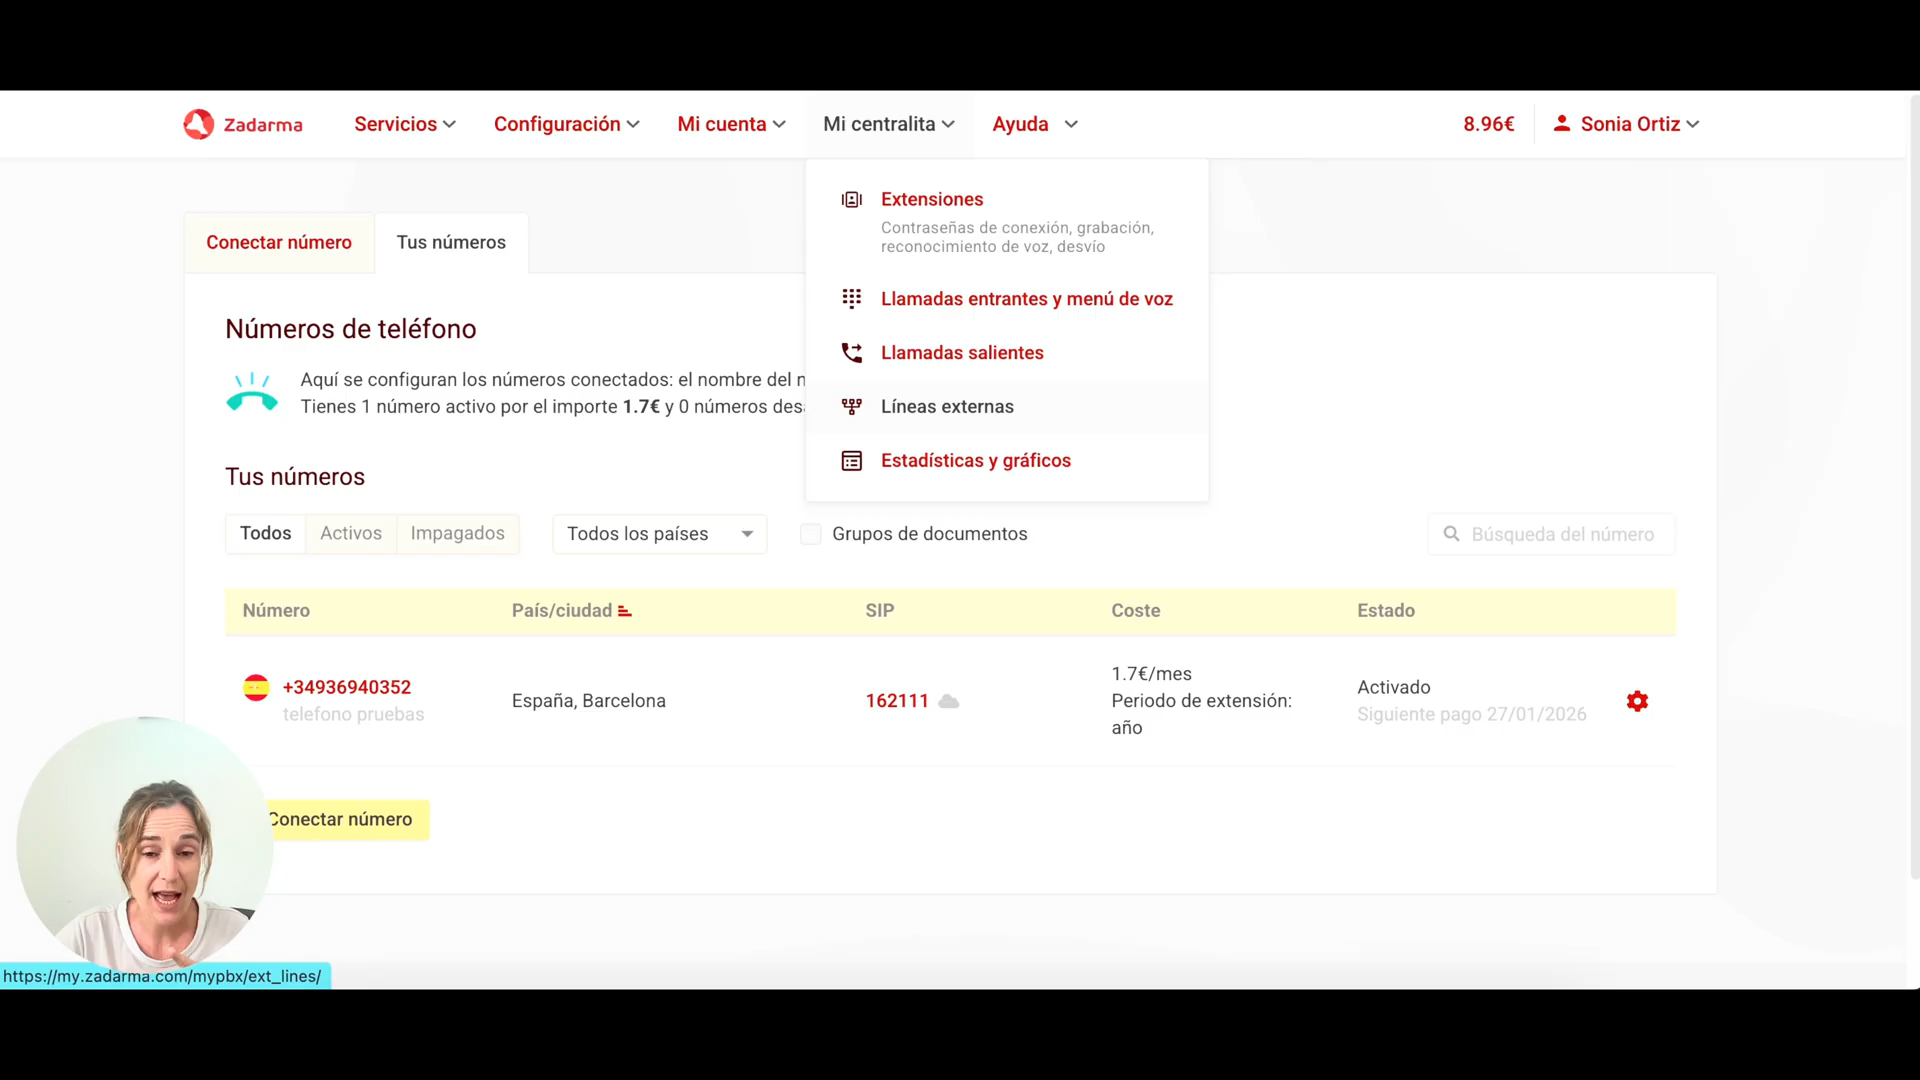 Zadarma
Servicios
Configuración
Mi cuenta
Mi centralita
Ayuda
8.96€
Sonia Ortiz
Extensiones
Contraseñas de conexión, grabación,
reconocimiento de voz, desvío
Llamadas entrantes y menú de voz
Llamadas salientes
Líneas externas
Estadísticas y gráficos
Conectar número
Tus números
Números de teléfono
Aquí se configuran los números conectados: el nombre del
Tienes 1 número activo por el importe 1.7€ y 0 números
Tus números
Todos
Activos
Impagados
Todos los países
Grupos de documentos
Búsqueda del número
Número
País/ciudad
SIP
Coste
Estado
+34936940352
telefono pruebas
España, Barcelona
162111
1.7€/mes
Periodo de extensión:
año
Activado
Siguiente pago 27/01/2026
Conectar número
https://my.zadarma.com/mypbx/ext_lines/